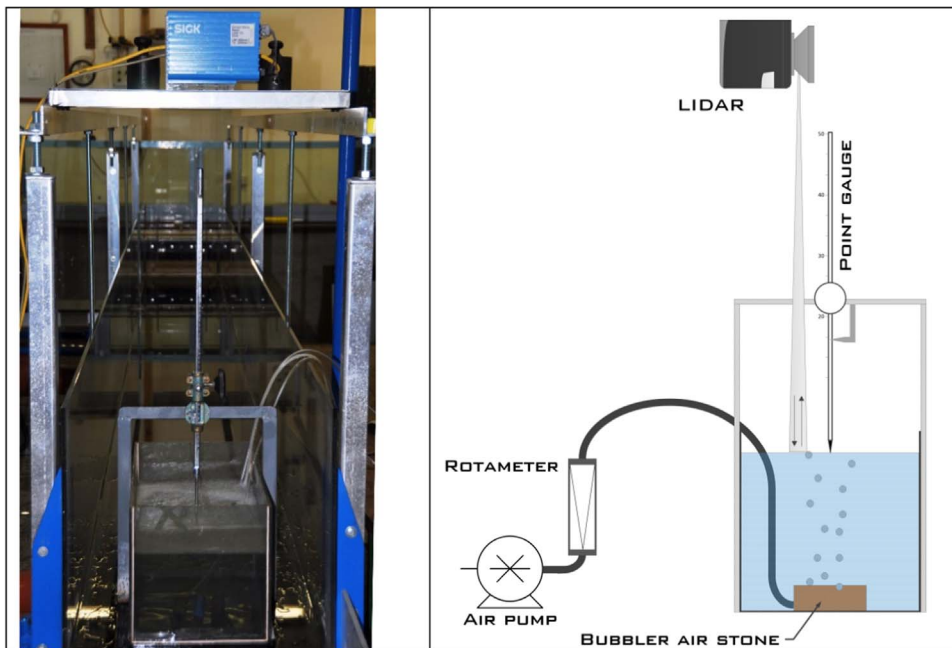 SICK
LIDAR
50
40
POINT GAUGE
30
20
ROTAMETER
AIR PUMP
BUBBLER AIR STONE